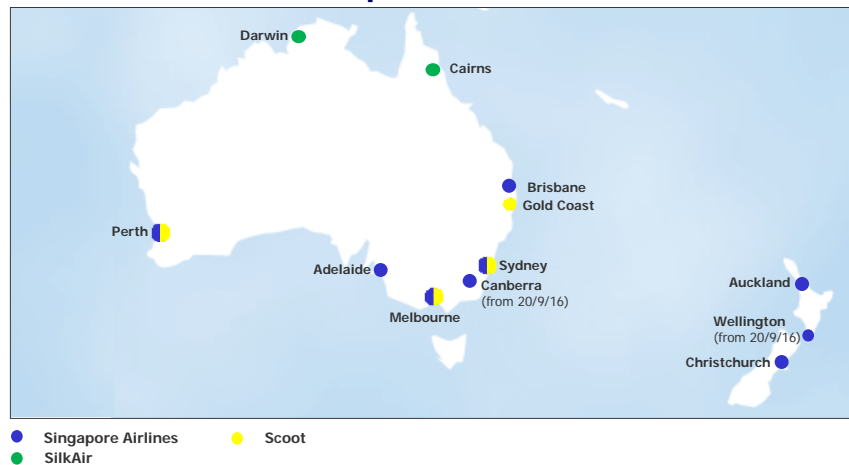 Darwin
Cairns
Brisbane
Gold Coast
Perth
Sydney
Adelaide
Canberra
(from 20/9/16)
Auckland
Melbourne
Wellington
(from 20/9/16)
Christchurch
Singapore Airlines
Scoot
SilkAir